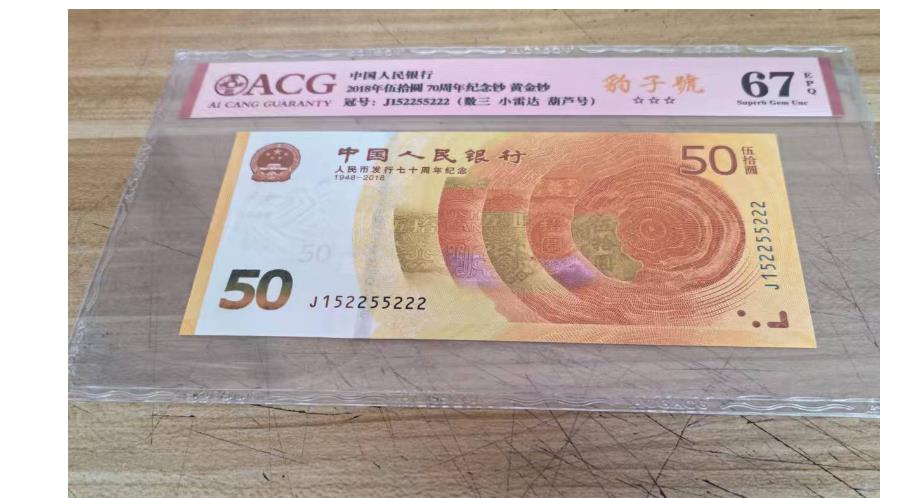 ACG
AI CANG GUARANTY
中国人民银行
2018年伍拾圆 70周年纪念钞 黄金钞
冠号：J152255222（数三 小雷达 葫芦号）
豹子號
☆☆☆
67
EPQ
Superb Gem Unc
中国人民银行
人民币发行七十周年纪念
1948-2018
50
伍拾圆
50
50
J152255222
J152255222